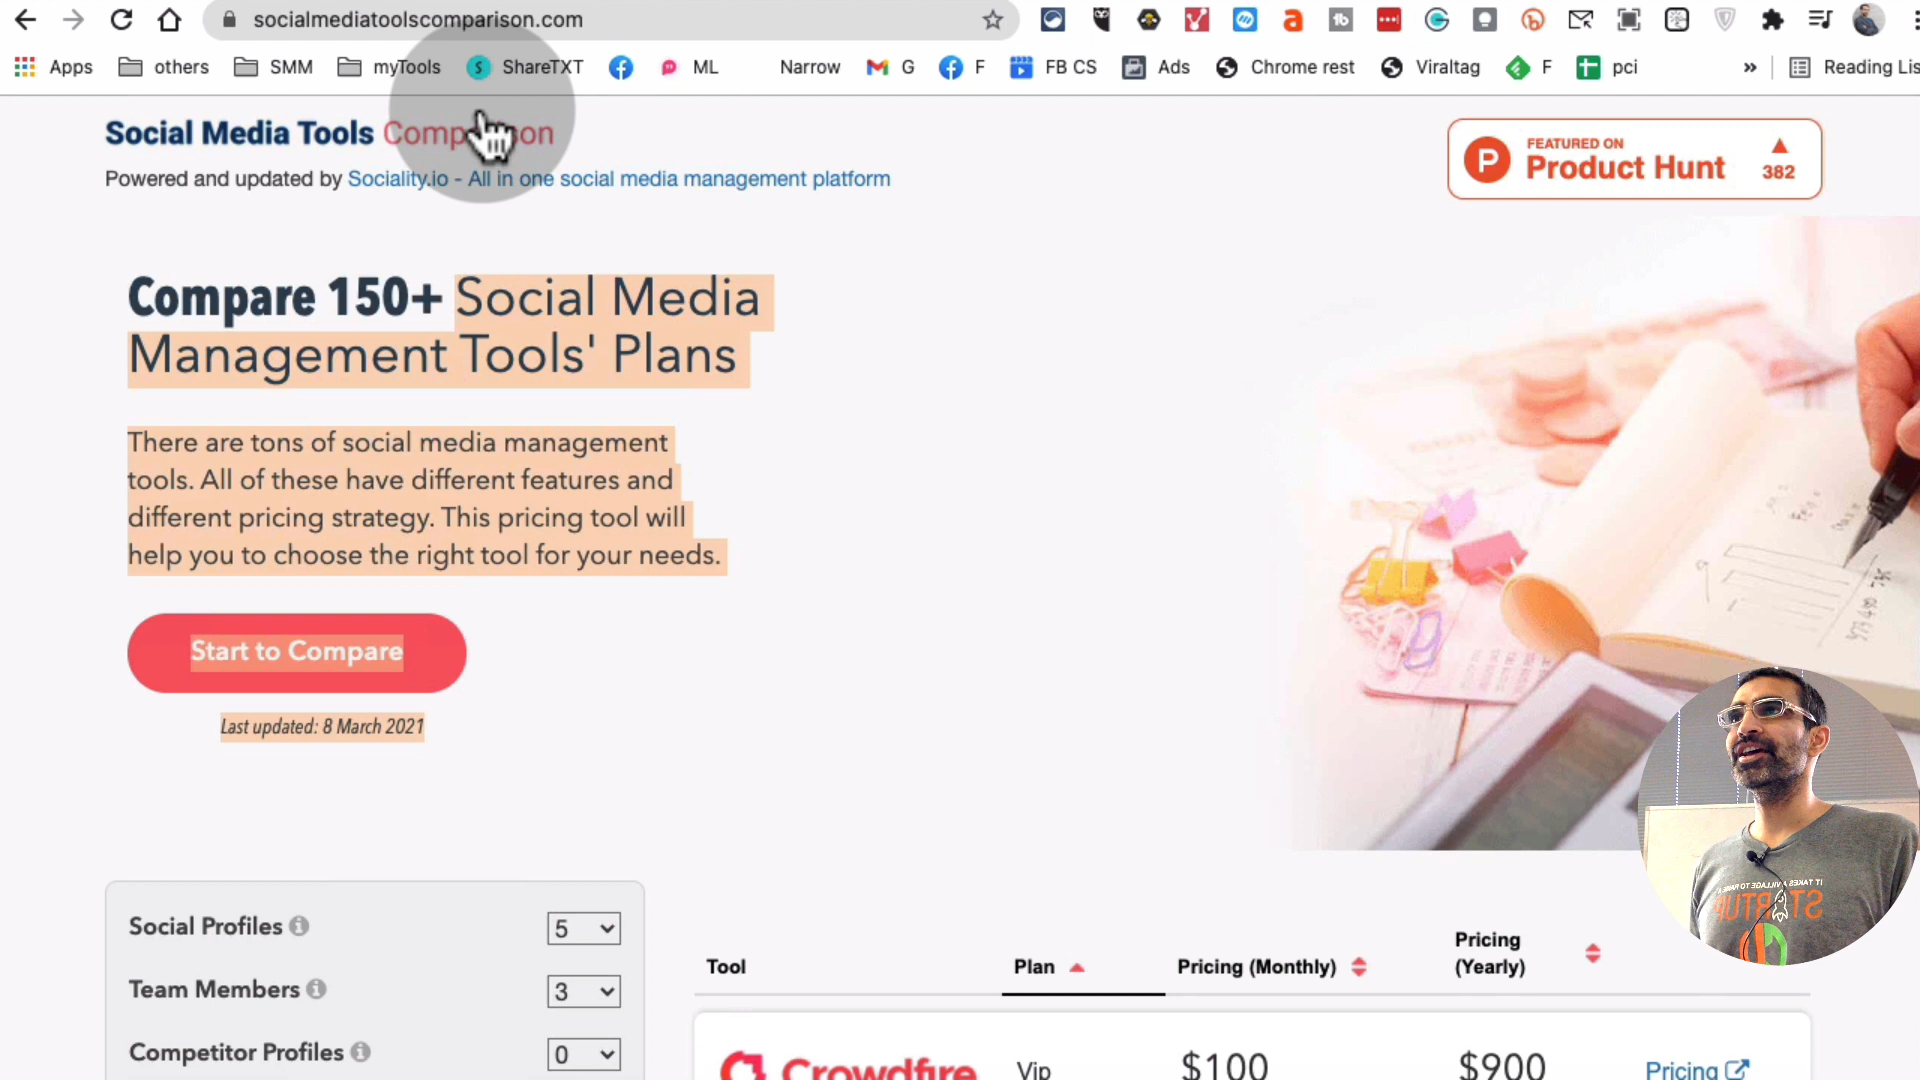 socialmediatoolscomparison.com
Apps others SMM myTools ShareTXT ML Narrow G F FB CS Ads Chrome rest Viraltag F pci » Reading Lis
Social Media Tools
Powered and updated by Sociality.io - All in one social media management platform
FEATURED ON
Product Hunt
382
Compare 150+ Social Media
Management Tools' Plans
There are tons of social media management
tools. All of these have different features and
different pricing strategy. This pricing tool will
help you to choose the right tool for your needs.
Start to Compare
Last updated: 8 March 2021
Social Profiles 5
Team Members 3
Competitor Profiles 0
Tool Plan Pricing (Monthly) Pricing
(Yearly)
Crowdfire Vip $100 $900 Pricing